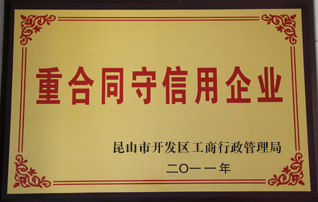 重合同守信用企业
昆山市开发区工商行政管理局
二〇一一年